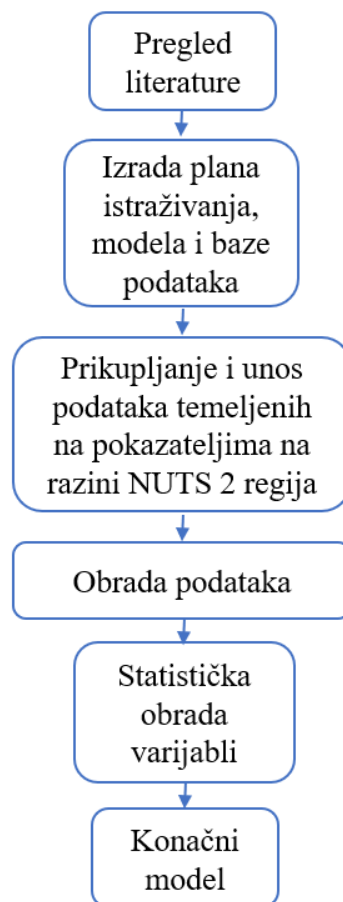 Pregled
literature
Izrada plana
istraživanja,
modela i baze
podataka
Prikupljanje i unos
podataka temeljenih
na pokazateljima na
razini NUTS 2 regija
Obrada podataka
Statistička
obrada
varijabli
Konačni
model